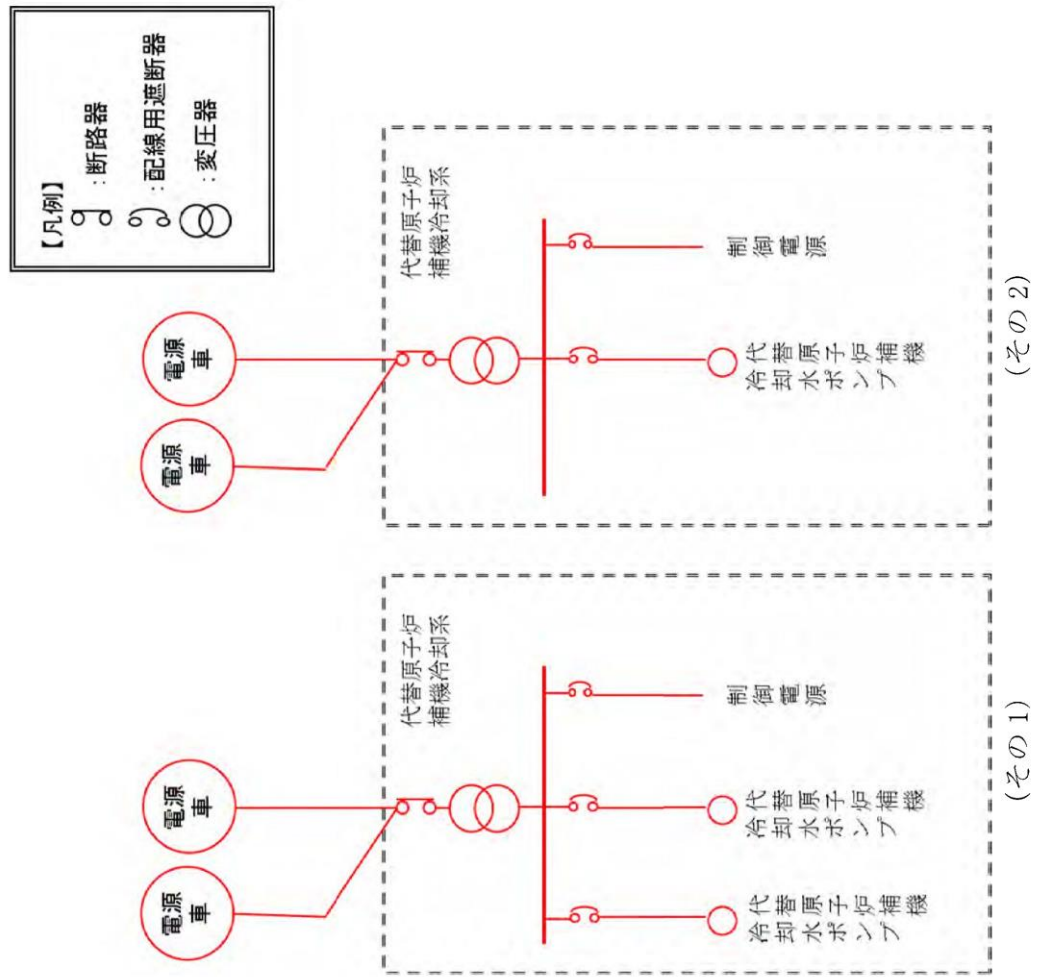 【凡例】
：断路器
：配線用遮断器
：変圧器
電源
車
電源
車
代替原子炉
補機冷却系
代替原子炉補機
冷却水ポンプ
代替原子炉補機
冷却水ポンプ
制御電源
(その1)
電源
車
電源
車
代替原子炉
補機冷却系
代替原子炉補機
冷却水ポンプ
制御電源
(その2)